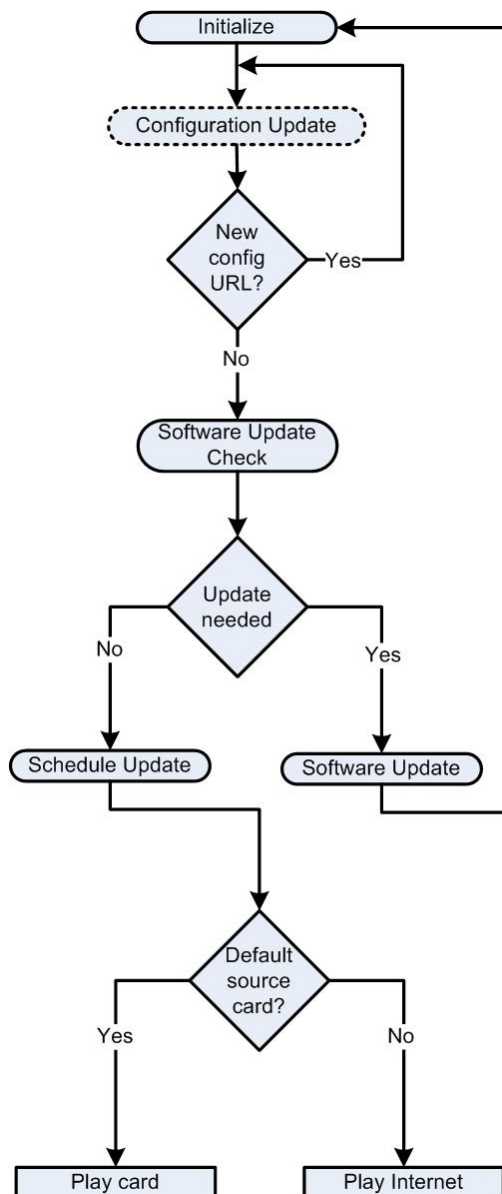 Initialize
Configuration Update
New
config
URL?
Yes
No
Software Update
Check
Update
needed
No
Yes
Schedule Update
Software Update
Default
source
card?
Yes
No
Play card
Play Internet